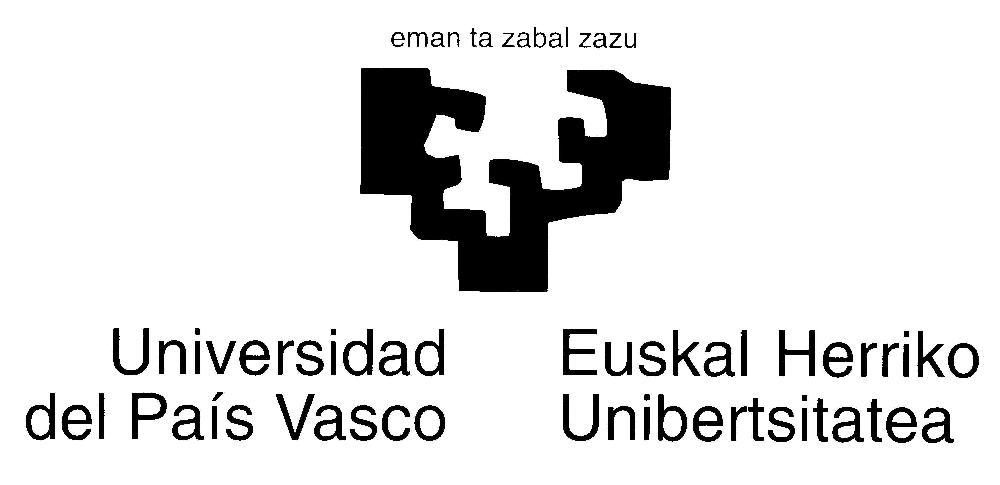 eman ta zabal zazu
Universidad
del País Vasco
Euskal Herriko
Unibertsitatea